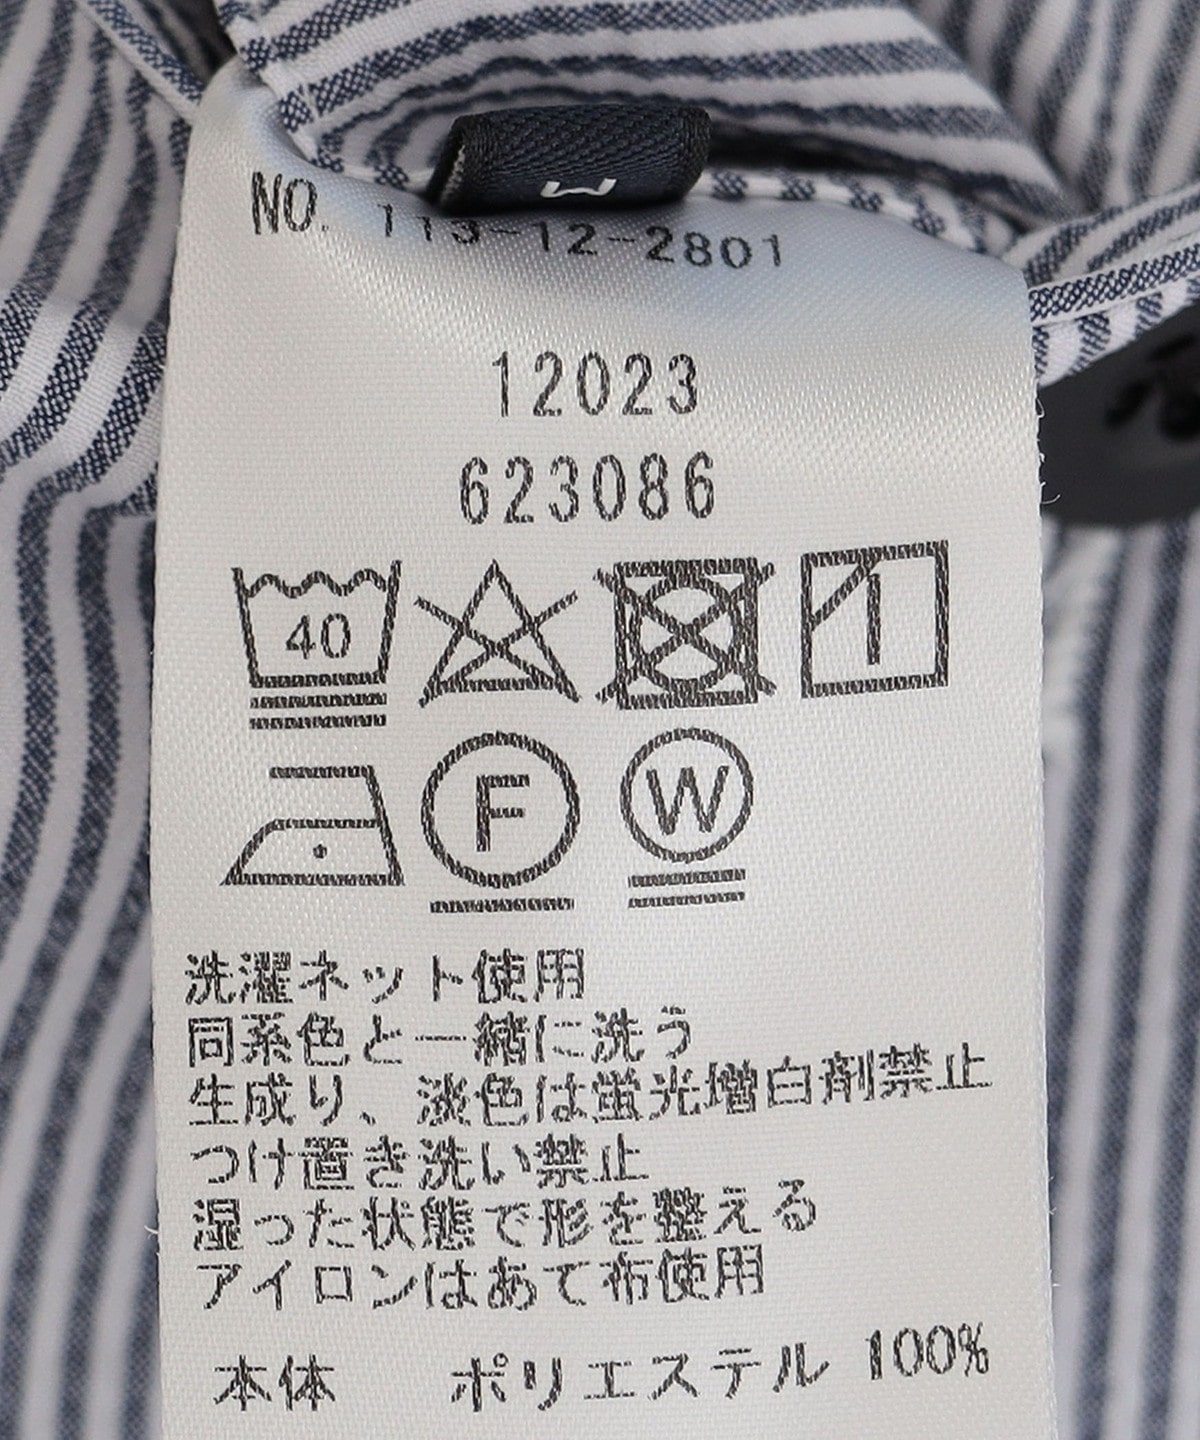 NO. 113-12-2801
12023
623086
40
F
W
洗濯ネット使用
同系色と一緒に洗う
生成り、淡色は蛍光増白剤禁止
つけ置き洗い禁止
湿った状態で形を整える
アイロンはあて布使用
本体 ポリエステル 100%